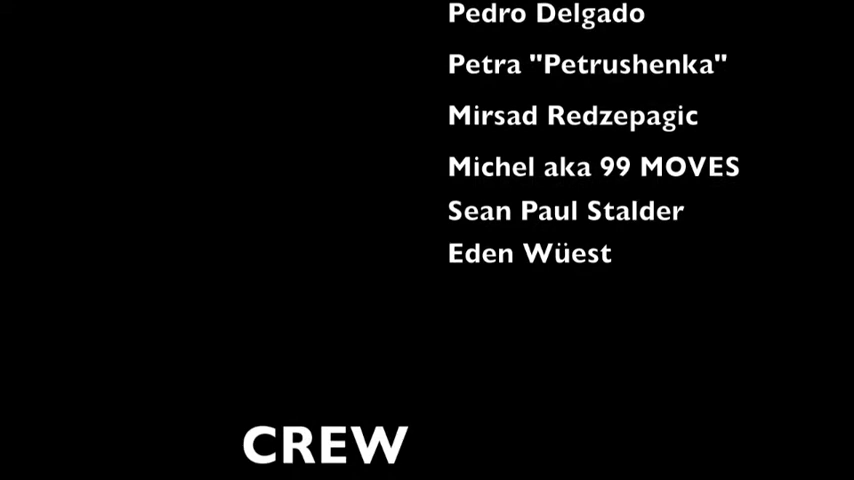 Pedro Delgado
Petra "Petrushenka"
Mirsad Redzepagic
Michel aka 99 MOVES
Sean Paul Stalder
Eden Wüest
CREW